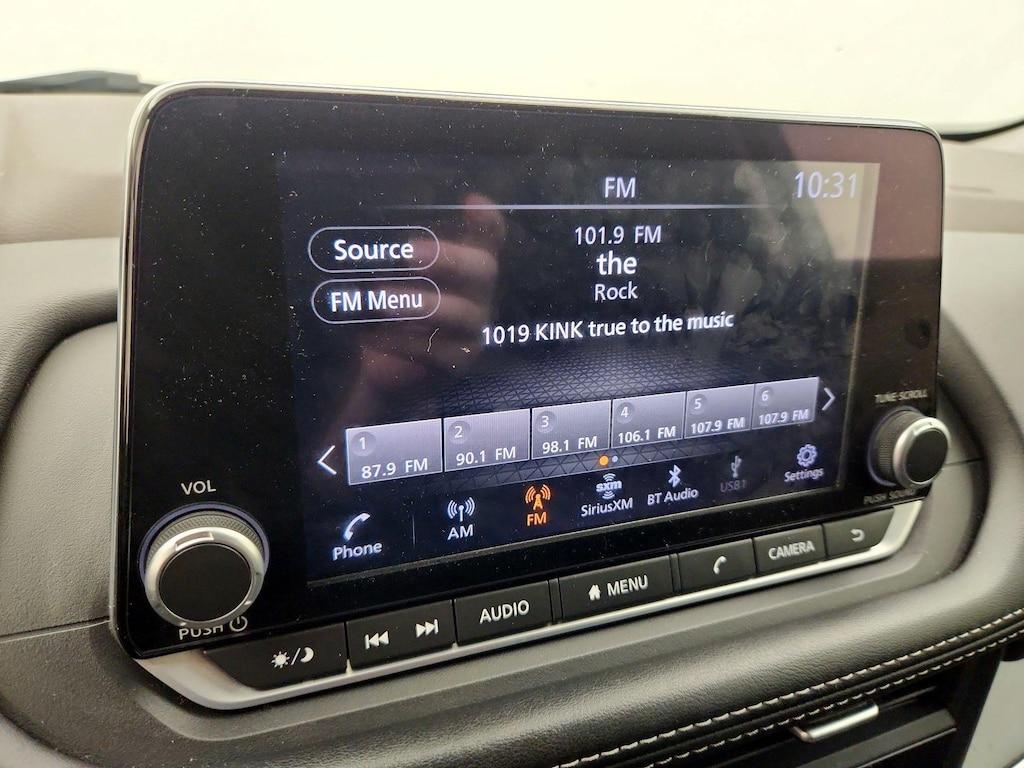 FM
10:31
Source
101.9 FM
the
FM Menu
Rock
1019 KINK true to the music
1
87.9 FM
2
90.1 FM
3
98.1 FM
4
106.1 FM
5
107.9 FM
6
107.9 FM
Phone
AM
FM
sxm
SiriusXM
BT Audio
USB1
Settings
VOL
PUSH
TUNE·SCROLL
PUSH SOUND
AUDIO
MENU
CAMERA